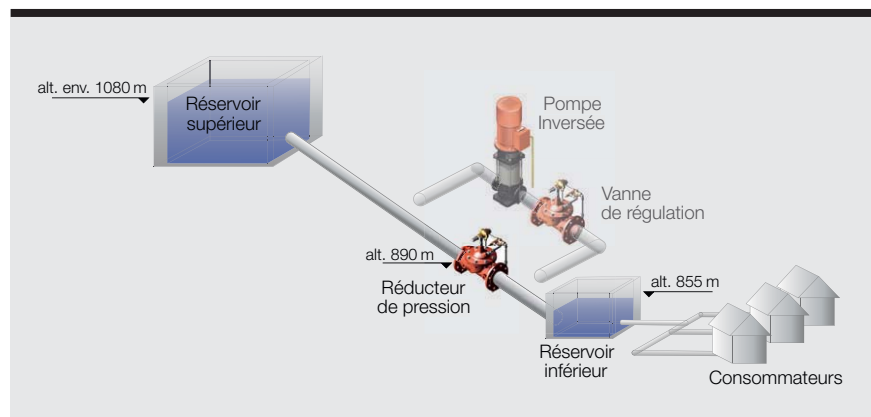 alt. env. 1080 m
Réservoir
supérieur
Pompe
Inversée
Vanne
de régulation
alt. 890 m
Réducteur
de pression
alt. 855 m
Réservoir
inférieur
Consommateurs